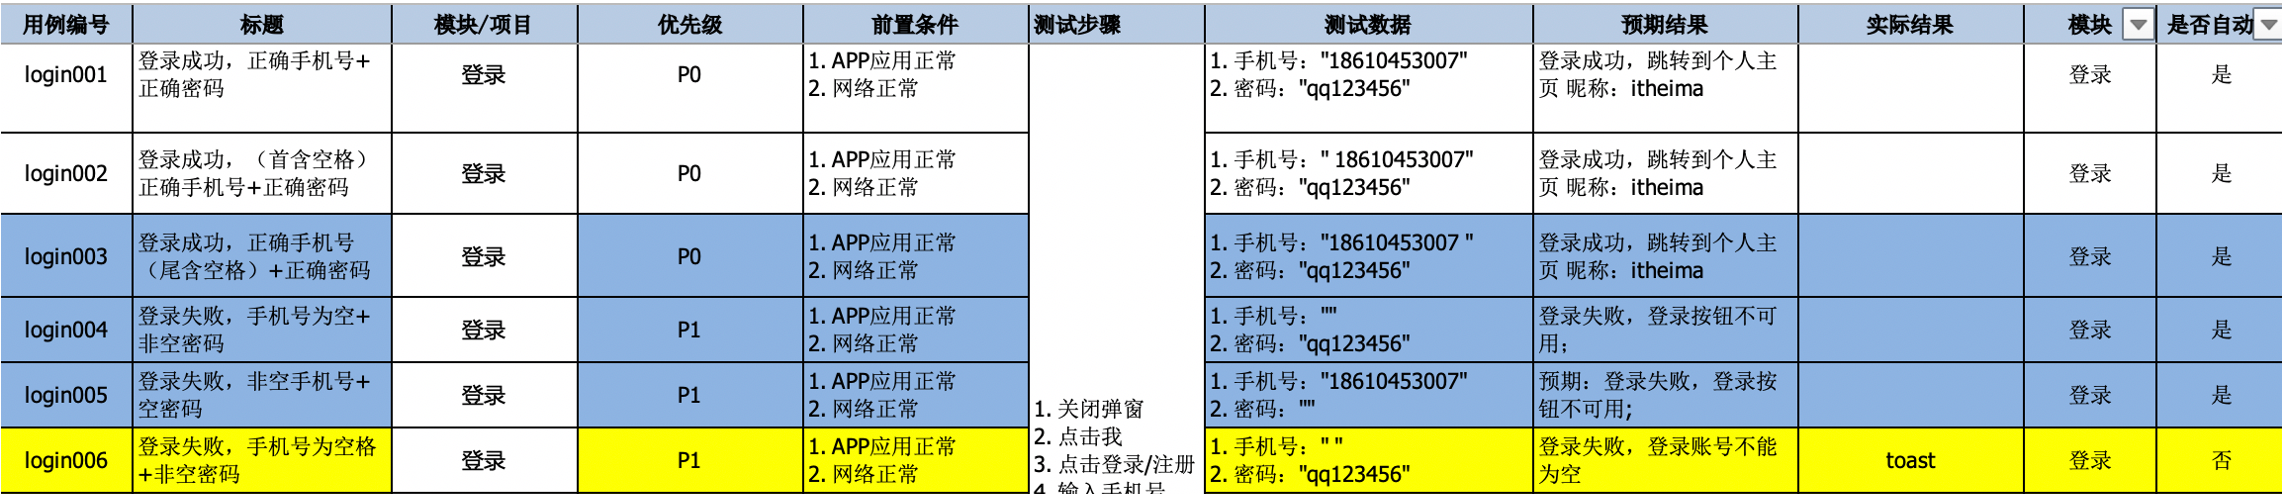 用例编号 标题 模块/项目 优先级 前置条件 测试步骤 测试数据 预期结果 实际结果 模块 是否自动
login001
登录成功，正确手机号+
正确密码
登录
P0
1. APP应用正常
2. 网络正常
1. 手机号："18610453007"
2. 密码："qq123456"
登录成功，跳转到个人主
页 昵称：itheima
登录
是
login002
登录成功，（首含空格）
正确手机号+正确密码
登录
P0
1. APP应用正常
2. 网络正常
1. 手机号：" 18610453007"
2. 密码："qq123456"
登录成功，跳转到个人主
页 昵称：itheima
登录
是
login003
登录成功，正确手机号
（尾含空格）+正确密码
登录
P0
1. APP应用正常
2. 网络正常
1. 手机号："18610453007 "
2. 密码："qq123456"
登录成功，跳转到个人主
页 昵称：itheima
登录
是
login004
登录失败，手机号为空+
非空密码
登录
P1
1. APP应用正常
2. 网络正常
1. 手机号：""
2. 密码："qq123456"
登录失败，登录按钮不可
用；
登录
是
login005
登录失败，非空手机号+
空密码
登录
P1
1. APP应用正常
2. 网络正常
1. 手机号："18610453007"
2. 密码：""
预期：登录失败，登录按
钮不可用;
登录
是
login006
登录失败，手机号为空格
+非空密码
登录
P1
1. APP应用正常
2. 网络正常
1. 关闭弹窗
2. 点击我
3. 点击登录/注册
4. 输入手机号
1. 手机号：" "
2. 密码："qq123456"
登录失败，登录账号不能
为空
toast
登录
否